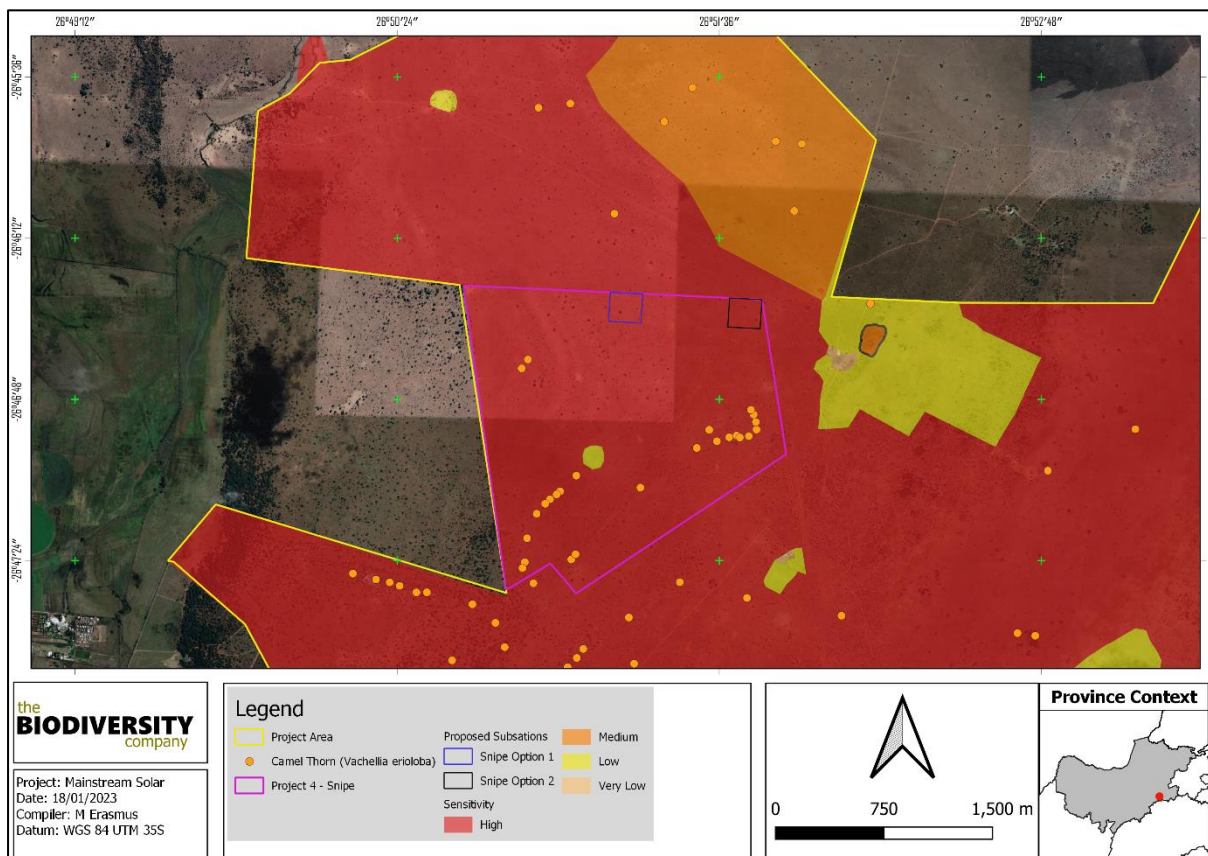 26°49'12"
26°50'24"
26°51'36"
26°52'48"
-26°45'36"
-26°46'12"
-26°46'48"
-26°47'24"
the
BIODIVERSITY
company
Project: Mainstream Solar
Date: 18/01/2023
Compiler: M Erasmus
Datum: WGS 84 UTM 35S
Legend
Project Area
Camel Thorn (Vachellia erioloba)
Project 4 - Snipe
Proposed Subsations
Snipe Option 1
Snipe Option 2
Sensitivity
High
Medium
Low
Very Low
0 750 1,500 m
Province Context